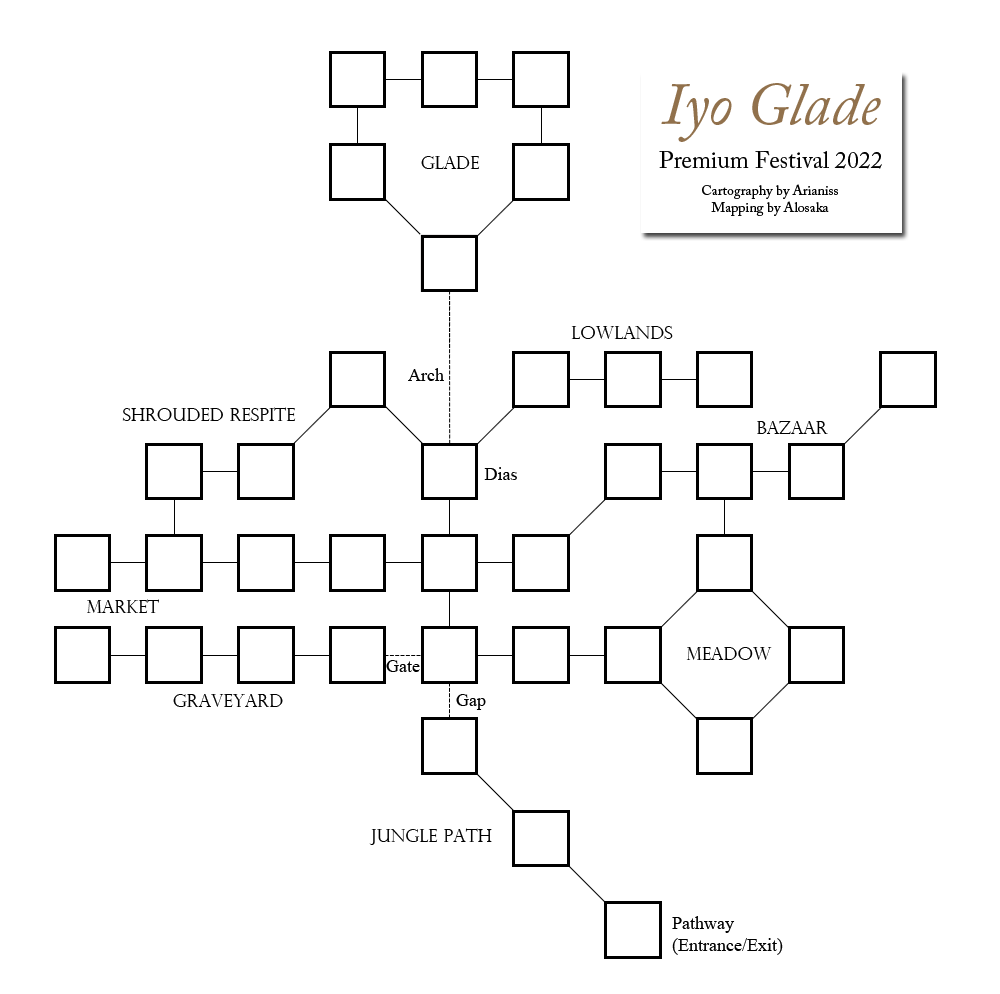 Iyo Glade
Premium Festival 2022
Cartography by Arianiss
Mapping by Alosaka
GLADE
LOWLANDS
Arch
SHROUDED RESPITE
BAZAAR
Dias
MARKET
MEADOW
Gate
GRAVEYARD
Gap
JUNGLE PATH
Pathway
(Entrance/Exit)